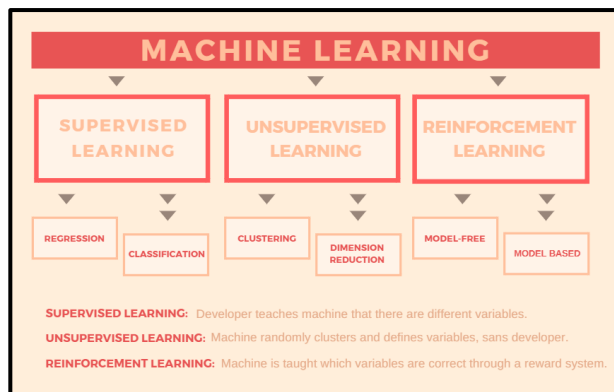 MACHINE LEARNING
SUPERVISED
LEARNING
UNSUPERVISED
LEARNING
REINFORCEMENT
LEARNING
REGRESSION
CLASSIFICATION
CLUSTERING
DIMENSION
REDUCTION
MODEL-FREE
MODEL BASED
SUPERVISED LEARNING: Developer teaches machine that there are different variables.
UNSUPERVISED LEARNING: Machine randomly clusters and defines variables, sans developer.
REINFORCEMENT LEARNING: Machine is taught which variables are correct through a reward system.